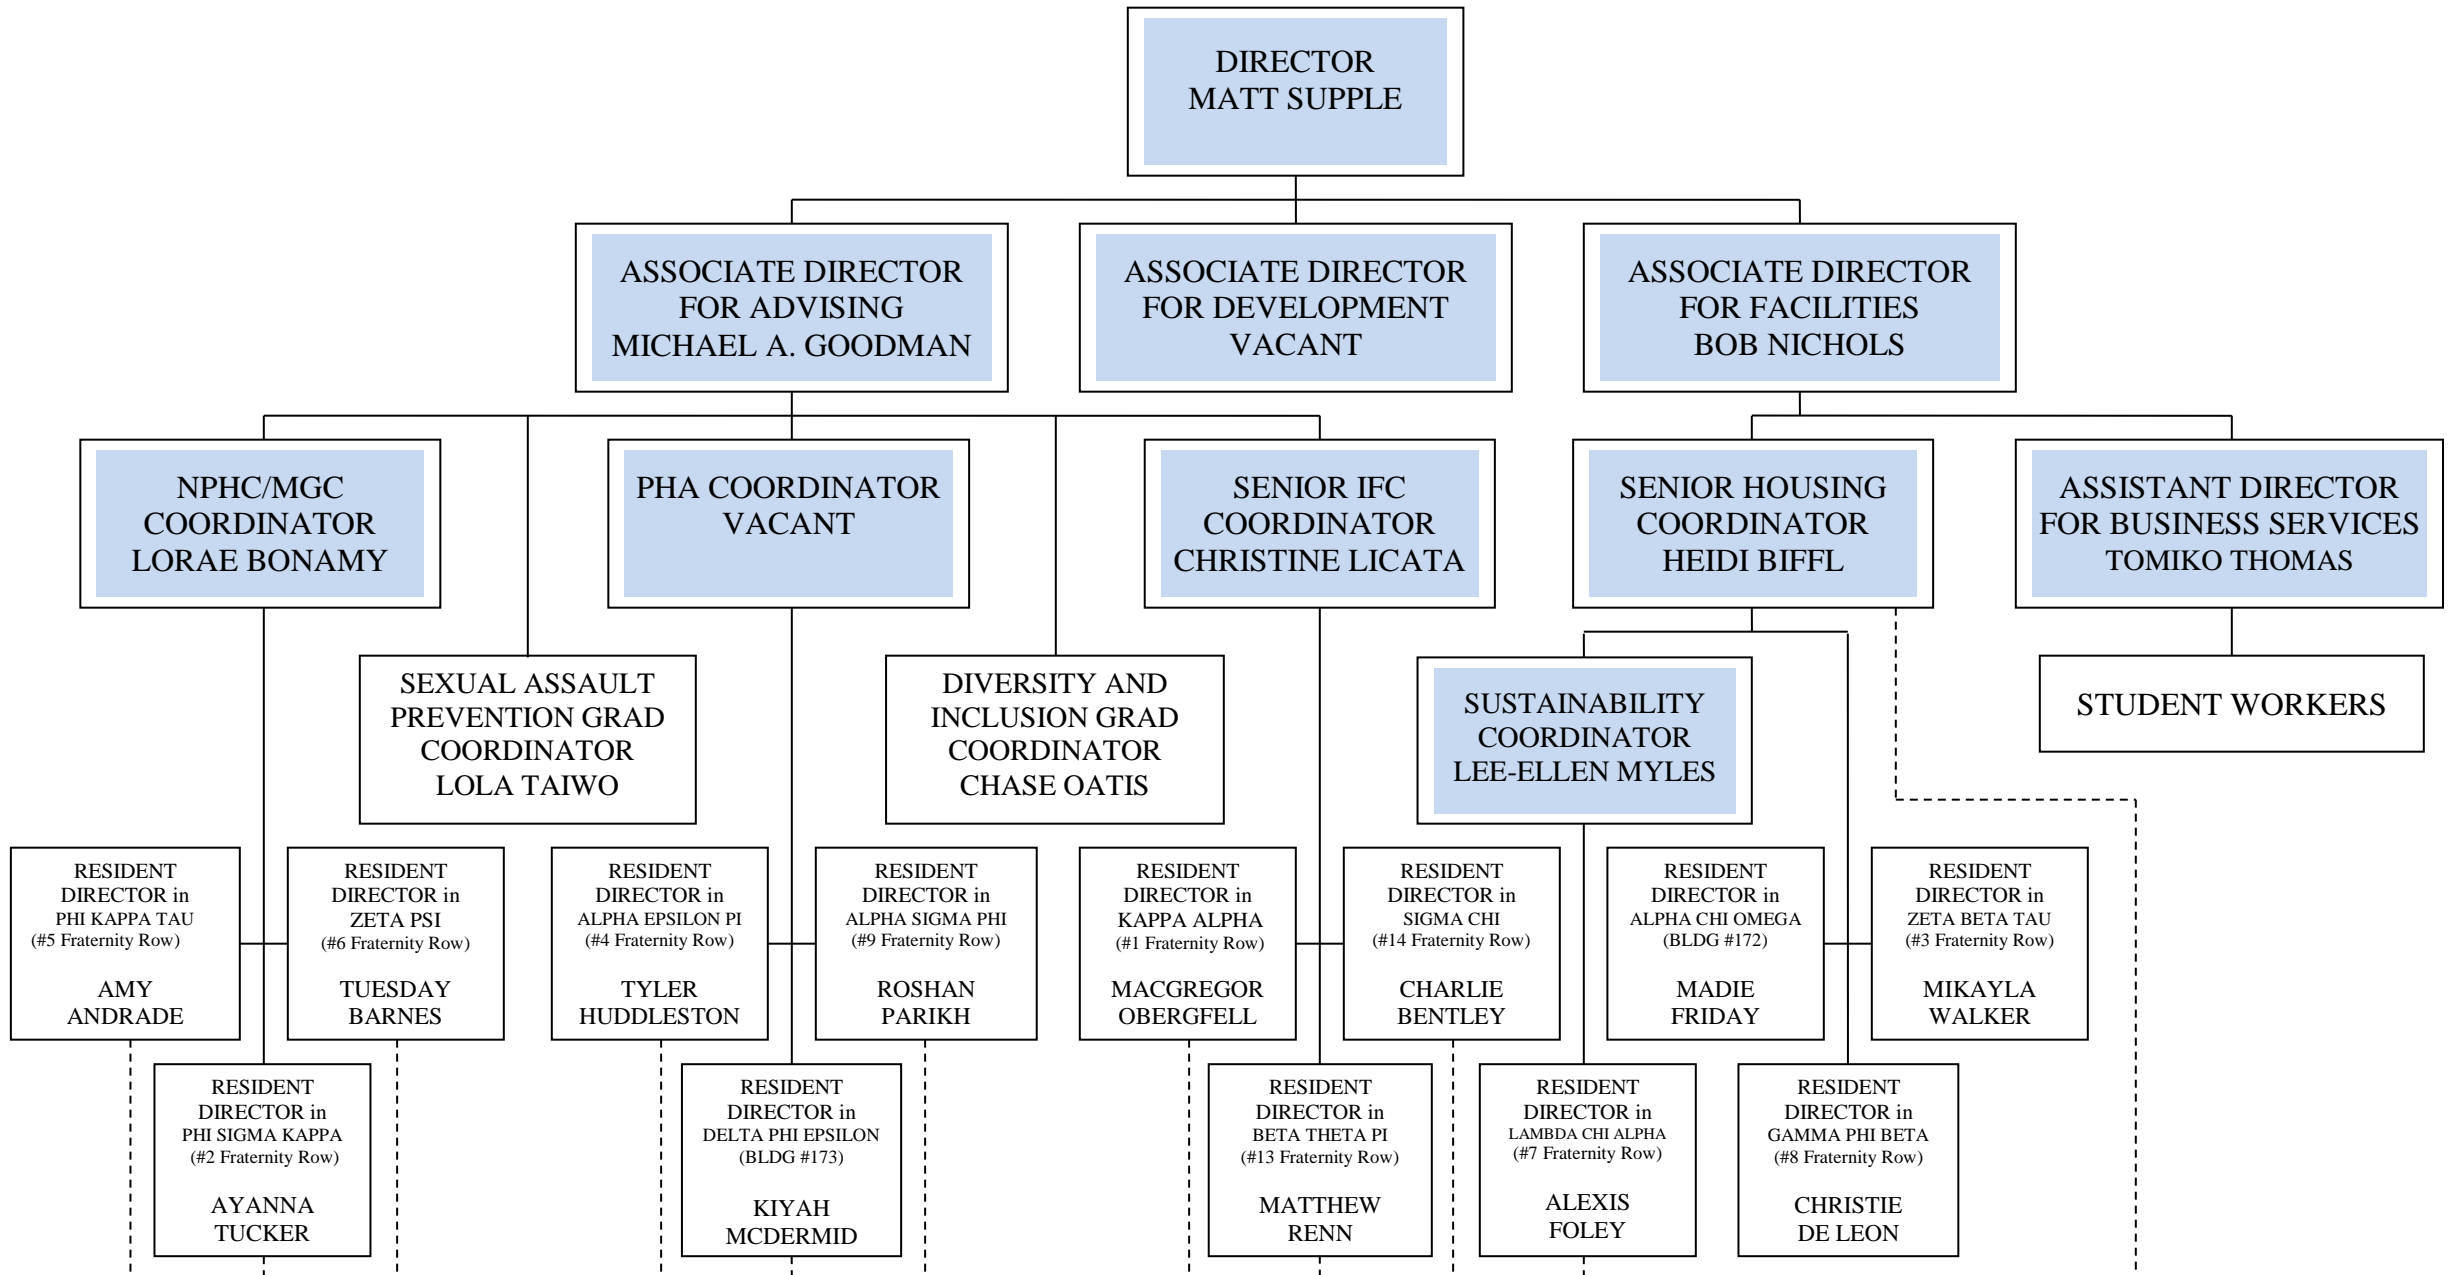 DIRECTOR
MATT SUPPLE
ASSOCIATE DIRECTOR
FOR ADVISING
MICHAEL A. GOODMAN
ASSOCIATE DIRECTOR
FOR DEVELOPMENT
VACANT
ASSOCIATE DIRECTOR
FOR FACILITIES
BOB NICHOLS
NPHC/MGC
COORDINATOR
LORAE BONAMY
PHA COORDINATOR
VACANT
SENIOR IFC
COORDINATOR
CHRISTINE LICATA
SENIOR HOUSING
COORDINATOR
HEIDI BIFFL
ASSISTANT DIRECTOR
FOR BUSINESS SERVICES
TOMIKO THOMAS
SEXUAL ASSAULT
PREVENTION GRAD
COORDINATOR
LOLA TAIWO
DIVERSITY AND
INCLUSION GRAD
COORDINATOR
CHASE OATIS
SUSTAINABILITY
COORDINATOR
LEE-ELLEN MYLES
STUDENT WORKERS
RESIDENT
DIRECTOR in
PHI KAPPA TAU
(#5 Fraternity Row)
AMY
ANDRADE
RESIDENT
DIRECTOR in
ZETA PSI
(#6 Fraternity Row)
TUESDAY
BARNES
RESIDENT
DIRECTOR in
ALPHA EPSILON PI
(#4 Fraternity Row)
TYLER
HUDDLESTON
RESIDENT
DIRECTOR in
ALPHA SIGMA PHI
(#9 Fraternity Row)
ROSHAN
PARIKH
RESIDENT
DIRECTOR in
KAPPA ALPHA
(#1 Fraternity Row)
MACGREGOR
OBERGFELL
RESIDENT
DIRECTOR in
SIGMA CHI
(#14 Fraternity Row)
CHARLIE
BENTLEY
RESIDENT
DIRECTOR in
ALPHA CHI OMEGA
(BLDG #172)
MADIE
FRIDAY
RESIDENT
DIRECTOR in
ZETA BETA TAU
(#3 Fraternity Row)
MIKAYLA
WALKER
RESIDENT
DIRECTOR in
PHI SIGMA KAPPA
(#2 Fraternity Row)
AYANNA
TUCKER
RESIDENT
DIRECTOR in
DELTA PHI EPSILON
(BLDG #173)
KIYAH
MCDERMID
RESIDENT
DIRECTOR in
BETA THETA PI
(#13 Fraternity Row)
MATTHEW
RENN
RESIDENT
DIRECTOR in
LAMBDA CHI ALPHA
(#7 Fraternity Row)
ALEXIS
FOLEY
RESIDENT
DIRECTOR in
GAMMA PHI BETA
(#8 Fraternity Row)
CHRISTIE
DE LEON